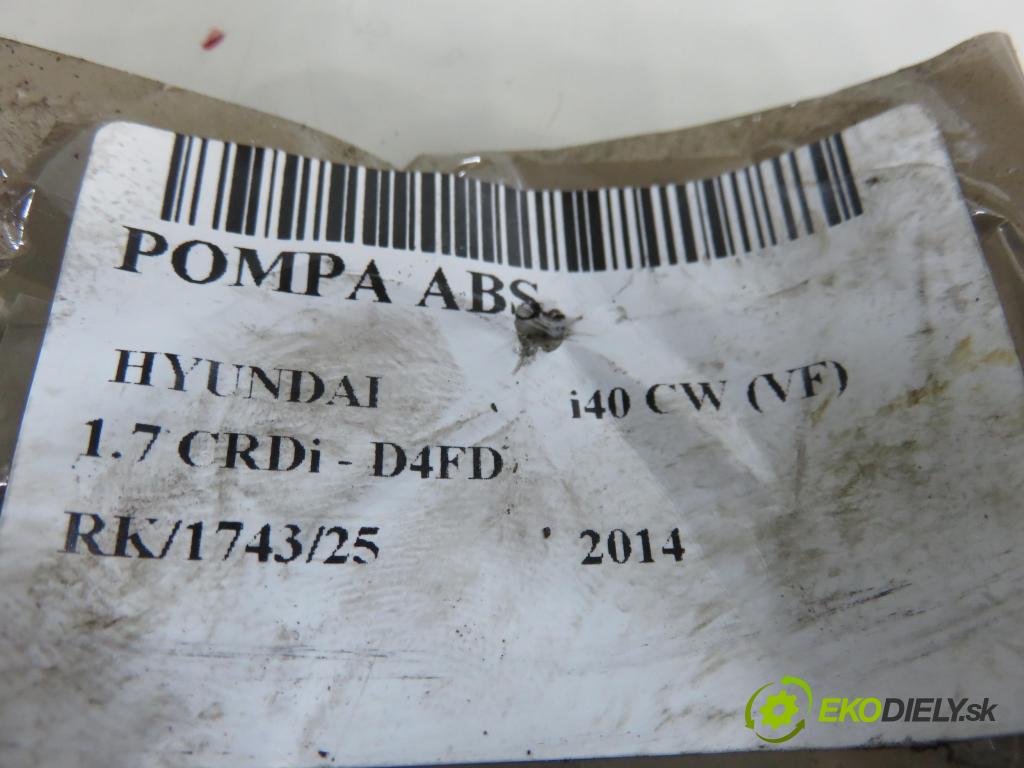 POMPA ABS
HYUNDAI i40 CW (VF)
1.7 CRDi - D4FD
RK/1743/25 2014
EKODIELY.sk